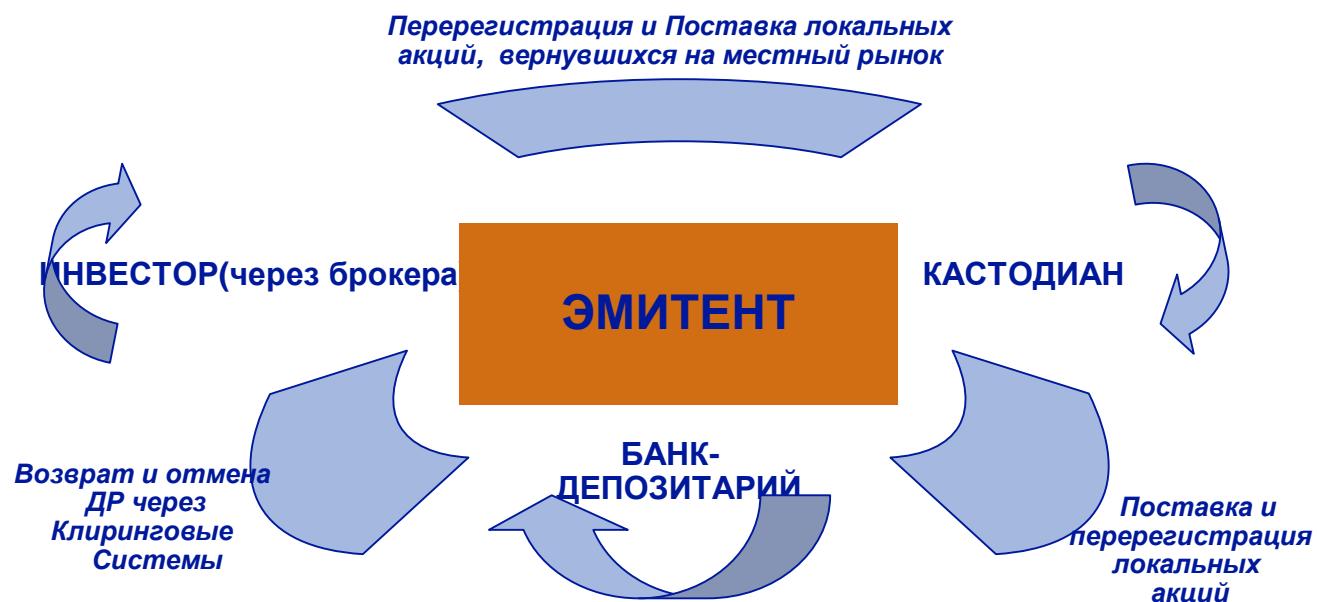 Перерегистрация и Поставка локальных
акций, вернувшихся на местный рынок
ИНВЕСТОР(через брокера
ЭМИТЕНТ
КАСТОДИАН
БАНК-
ДЕПОЗИТАРИЙ
Возврат и отмена
ДР через
Клиринговые
Системы
Поставка и
перерегистрация
локальных
акций